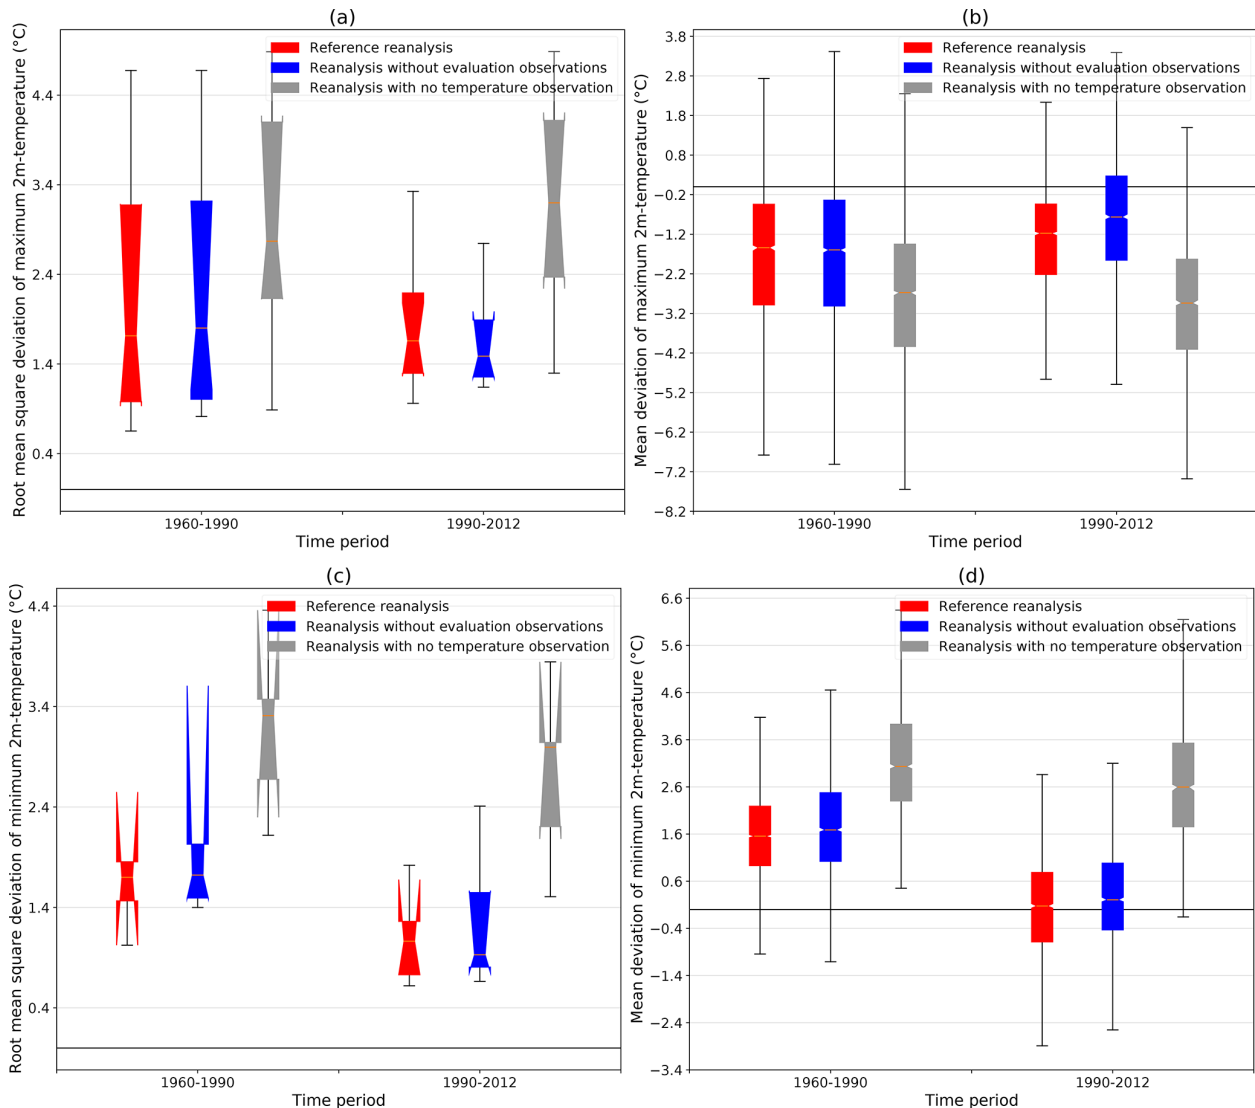 (a)
Root mean square deviation of maximum 2m-temperature (°C)
4.4
3.4
2.4
1.4
0.4
Reference reanalysis
Reanalysis without evaluation observations
Reanalysis with no temperature observation
1960-1990
1990-2012
Time period
(b)
Mean deviation of maximum 2m-temperature (°C)
3.8
2.8
1.8
0.8
−0.2
−1.2
−2.2
−3.2
−4.2
−5.2
−6.2
−7.2
−8.2
Reference reanalysis
Reanalysis without evaluation observations
Reanalysis with no temperature observation
1960-1990
1990-2012
Time period
(c)
Root mean square deviation of minimum 2m-temperature (°C)
4.4
3.4
2.4
1.4
0.4
Reference reanalysis
Reanalysis without evaluation observations
Reanalysis with no temperature observation
1960-1990
1990-2012
Time period
(d)
Mean deviation of minimum 2m-temperature (°C)
6.6
5.6
4.6
3.6
2.6
1.6
0.6
−0.4
−1.4
−2.4
−3.4
Reference reanalysis
Reanalysis without evaluation observations
Reanalysis with no temperature observation
1960-1990
1990-2012
Time period